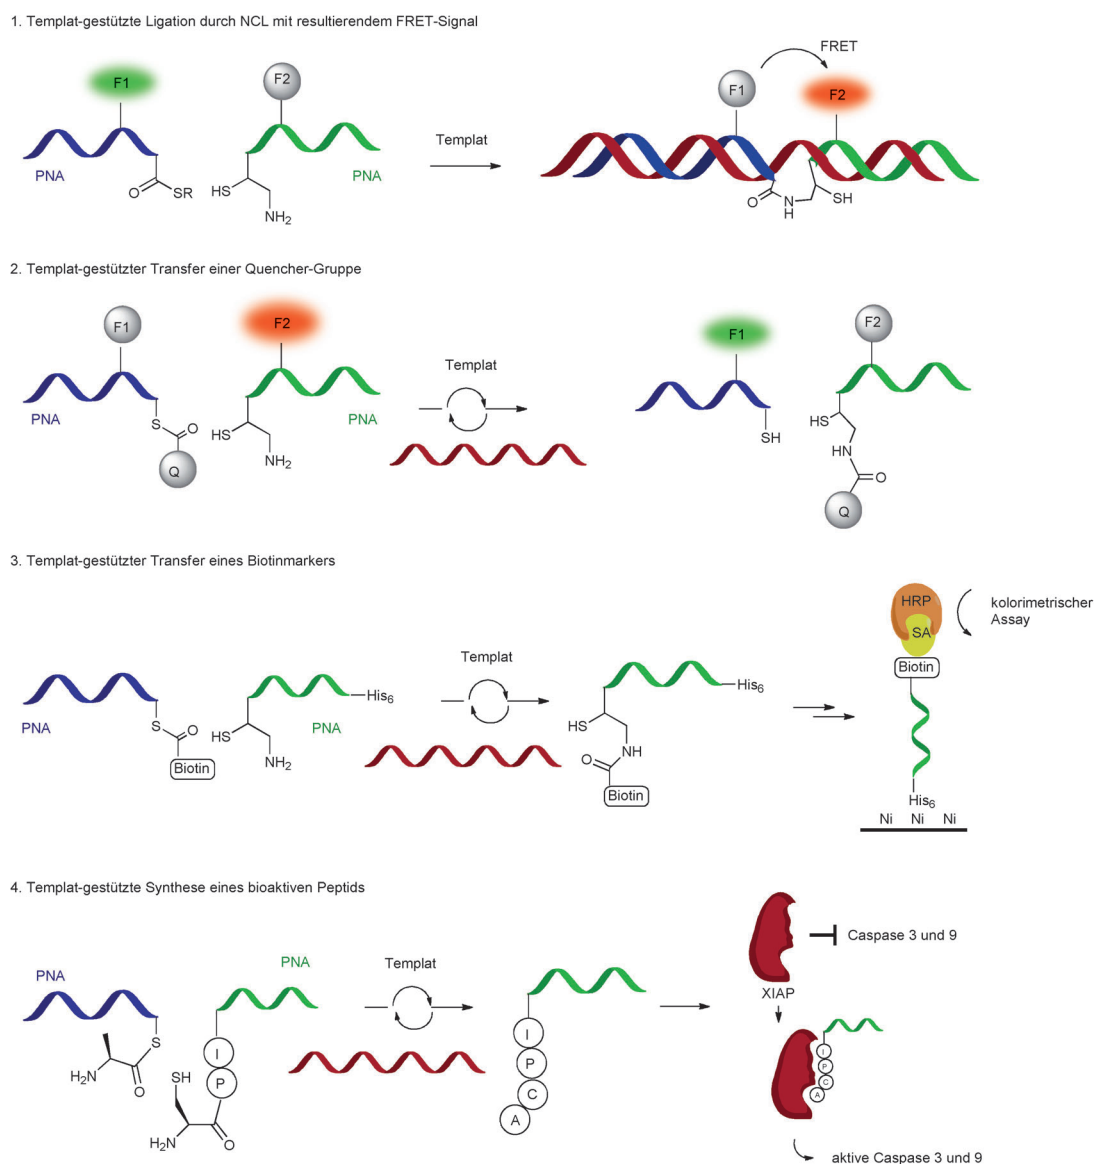 1. Templat-gestützte Ligation durch NCL mit resultierendem FRET-Signal
FRET
F1
F2
F1
F2
Templat
PNA
PNA
O
SR
HS
NH2
O
N
H
SH
2. Templat-gestützter Transfer einer Quencher-Gruppe
F1
F2
F1
F2
Templat
PNA
PNA
S
O
Q
HS
NH2
SH
HS
HN
O
Q
3. Templat-gestützter Transfer eines Biotinmarkers
HRP
SA
kolorimetrischer
Assay
Biotin
Templat
His6
His6
PNA
PNA
S
O
Biotin
HS
NH2
HS
NH
O
Biotin
His6
Ni Ni Ni
4. Templat-gestützte Synthese eines bioaktiven Peptids
Caspase 3 und 9
XIAP
PNA
PNA
Templat
S
H2N
O
I
P
SH
H2N
O
I
P
C
A
I
P
C
A
aktive Caspase 3 und 9